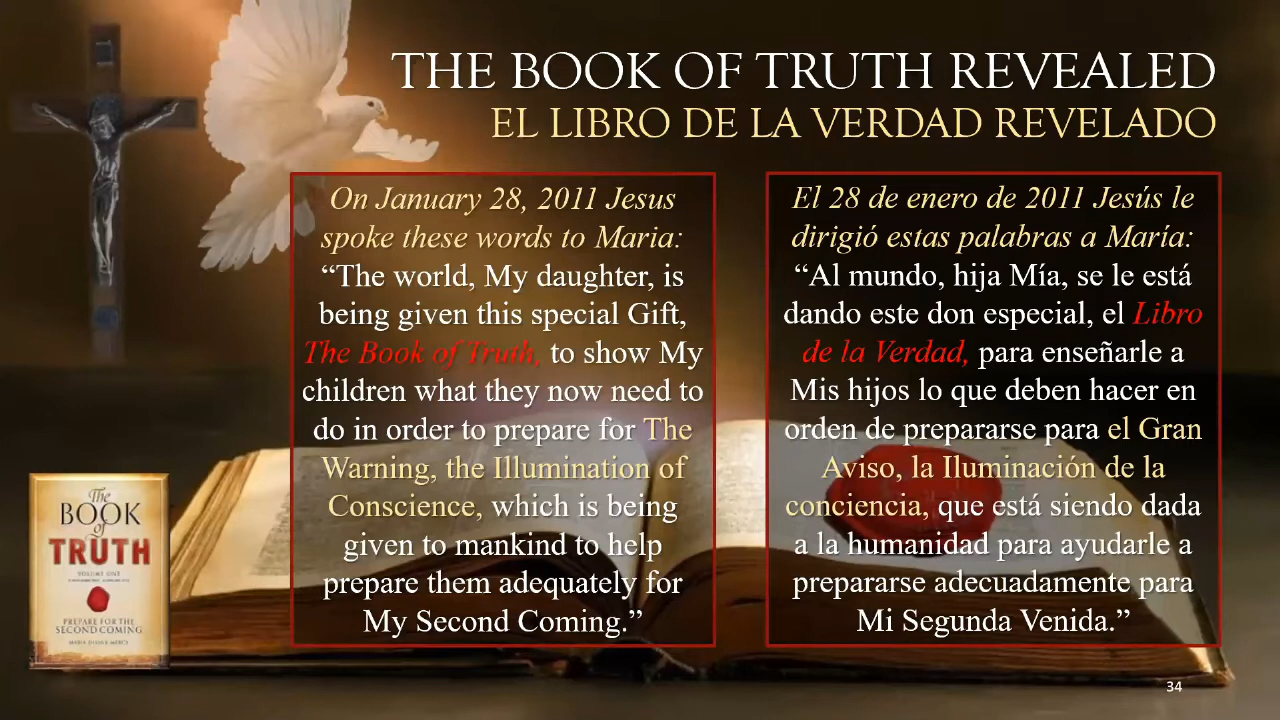 THE BOOK OF TRUTH REVEALED
EL LIBRO DE LA VERDAD REVELADO
On January 28, 2011 Jesus
spoke these words to Maria:
“The world, My daughter, is
being given this special Gift,
The Book of Truth, to show My
children what they now need to
do in order to prepare for The
Warning, the Illumination of
Conscience, which is being
given to mankind to help
prepare them adequately for
My Second Coming.”
El 28 de enero de 2011 Jesús le
dirigió estas palabras a María:
“Al mundo, hija Mía, se le está
dando este don especial, el Libro
de la Verdad, para enseñarle a
Mis hijos lo que deben hacer en
orden de prepararse para el Gran
Aviso, la Iluminación de la
conciencia, que está siendo dada
a la humanidad para ayudarle a
prepararse adecuadamente para
Mi Segunda Venida.”
The
BOOK
of
TRUTH
VOLUME ONE
PREPARE FOR THE
SECOND COMING
MARIA DIVINE MERCY
34